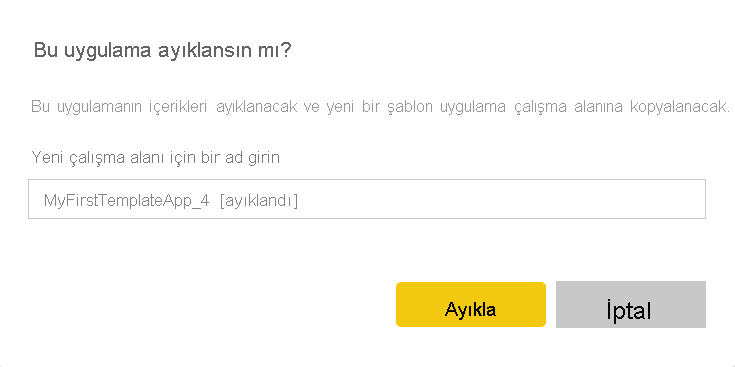 Bu uygulama ayıklansın mı?
Bu uygulamanın içerikleri ayıklanacak ve yeni bir şablon uygulama çalışma alanına kopyalanacak.
Yeni çalışma alanı için bir ad girin
MyFirstTemplateApp_4 [ayıklandı]
Ayıkla İptal